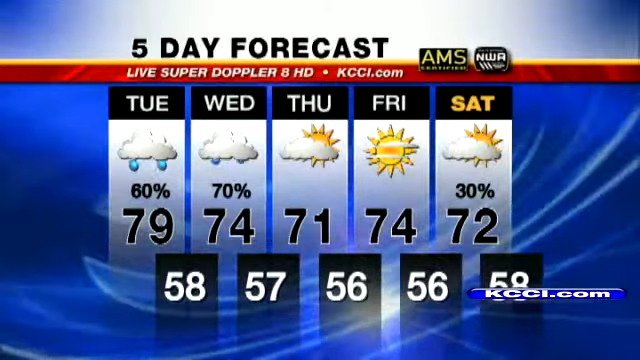 5 DAY FORECAST
AMS
CERTIFIED
NWA
LIVE SUPER DOPPLER 8 HD • KCCI.com
TUE WED THU FRI SAT
60% 70% 30%
79 74 71 74 72
58 57 56 56 58
KCCI.com